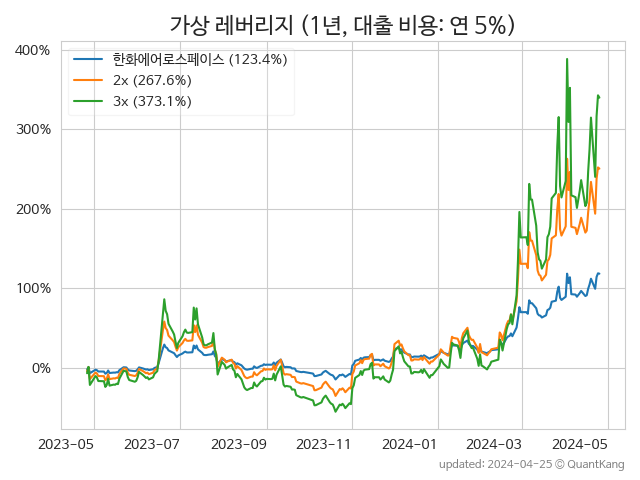 가상 레버리지 (1년, 대출 비용: 연 5%)
400%
300%
200%
100%
0%
한화에어로스페이스 (123.4%)
2x (267.6%)
3x (373.1%)
2023-05 2023-07 2023-09 2023-11 2024-01 2024-03 2024-05
updated: 2024-04-25 © QuantKang